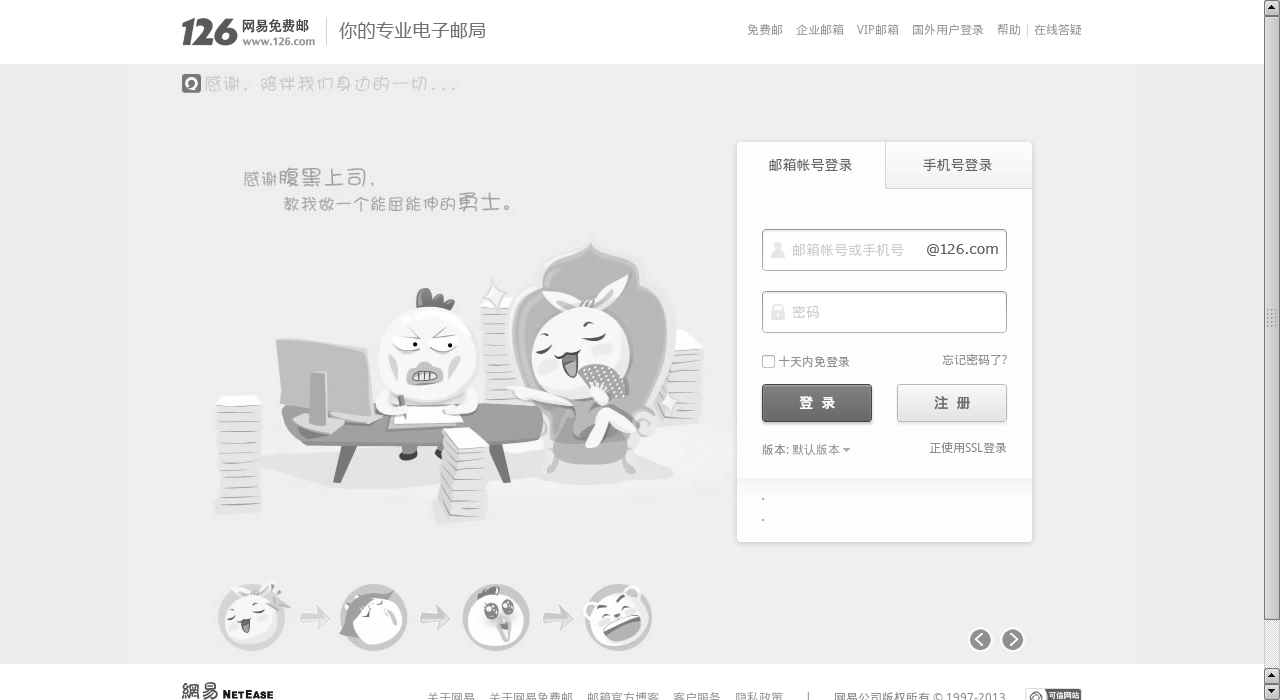 126 网易免费邮
www.126.com
你的专业电子邮局
免费邮 企业邮箱 VIP邮箱 国外用户登录 帮助 在线答疑
感谢，陪伴我们身边的一切...
感谢腹黑上司，
教我做一个能屈能伸的勇士。
邮箱帐号登录 手机号登录
邮箱帐号或手机号 @126.com
密码
十天内免登录 忘记密码了?
登 录 注 册
版本: 默认版本 正使用SSL登录
網易 NETEASE
关于网易 关于网易免费邮 邮箱官方博客 客户服务 隐私政策 | 网易公司版权所有 © 1997-2013 可信网站